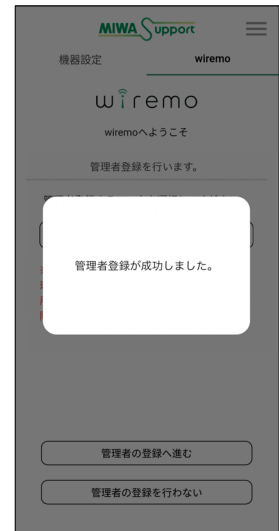 MIWA Support
機器設定
wiremo
wiremo
wiremoへようこそ
管理者登録を行います。
管理者登録が成功しました。
管理者の登録へ進む
管理者の登録を行わない